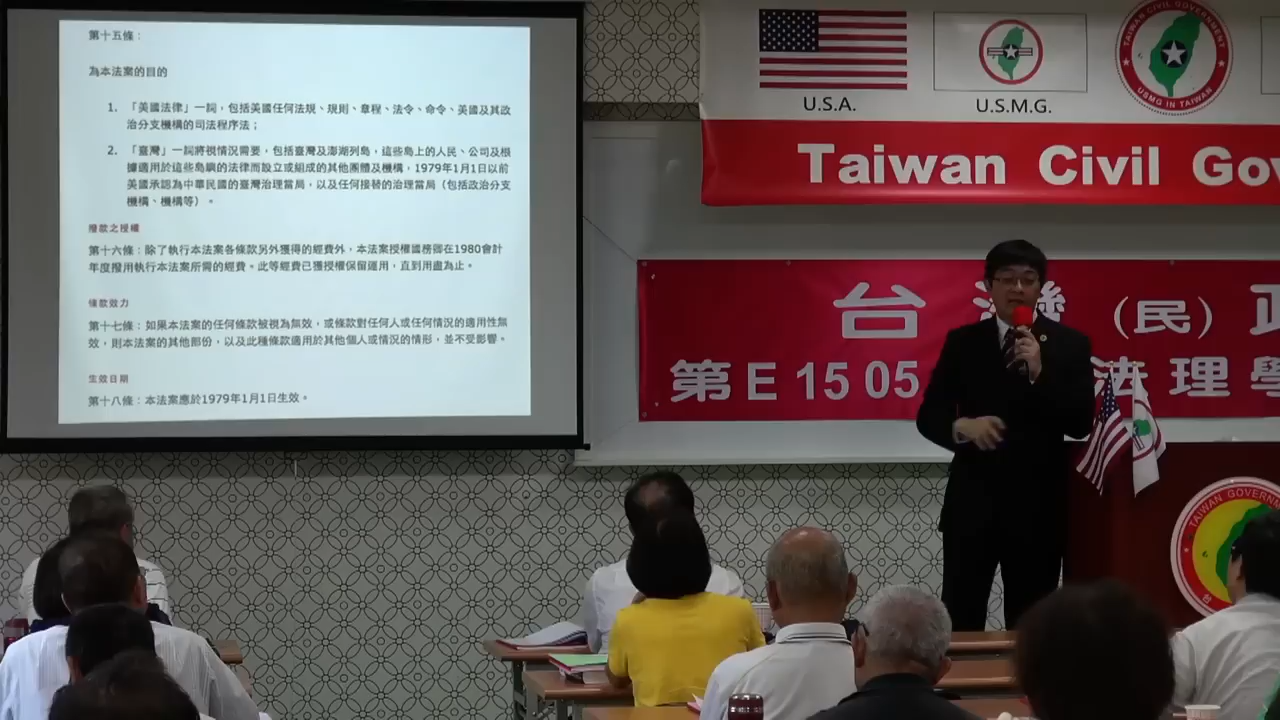 第十五條：
為本法案的目的
1. 「美國法律」一詞，包括美國任何法規、規則、章程、法令、命令、美國及其政
治分支機構的司法程序法；
2. 「臺灣」一詞將視情況需要，包括臺灣及澎湖列島，這些島上的人民、公司及根
據適用於這些島嶼的法律而設立或組成的其他團體及機構，1979年1月1日以前
美國承認為中華民國的臺灣治理當局，以及任何接替的治理當局（包括政治分支
機構、機構等）。
撥款之授權
第十六條：除了執行本法案各條款另外獲得的經費外，本法案授權國務卿在1980會計
年度撥用執行本法案所需的經費。此等經費已獲授權保留運用，直到用盡為止。
條款效力
第十七條：如果本法案的任何條款被視為無效，或條款對任何人或任何情況的適用性無
效，則本法案的其他部份，以及此種條款適用於其他個人或情況的情形，並不受影響。
生效日期
第十八條：本法案應於1979年1月1日生效。
U.S.A.
U.S.M.G.
TAIWAN CIVIL GOVERNMENT
USMG IN TAIWAN
Taiwan Civil Gov
台灣（民）政
第 E 15 05 法理學
TAIWAN GOVERNM
台